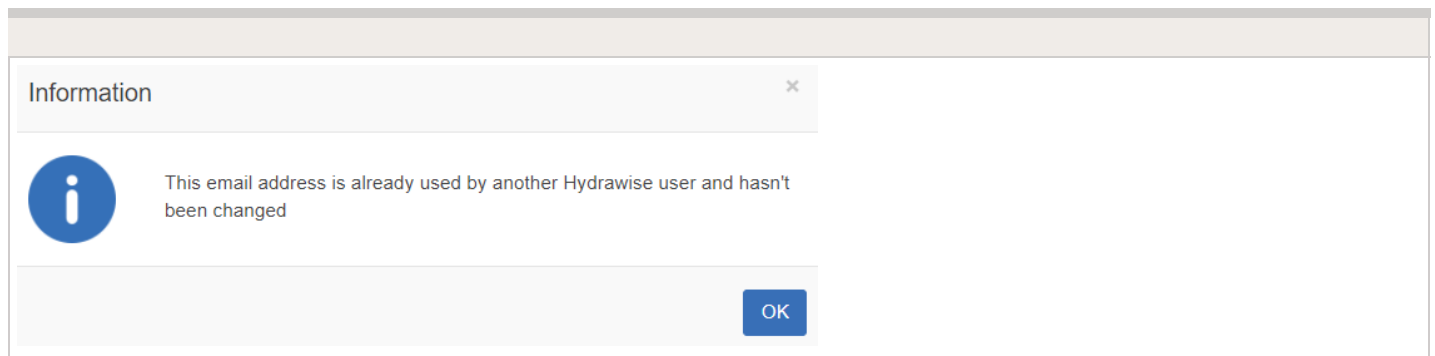 Information
×
This email address is already used by another Hydrawise user and hasn't
been changed
OK